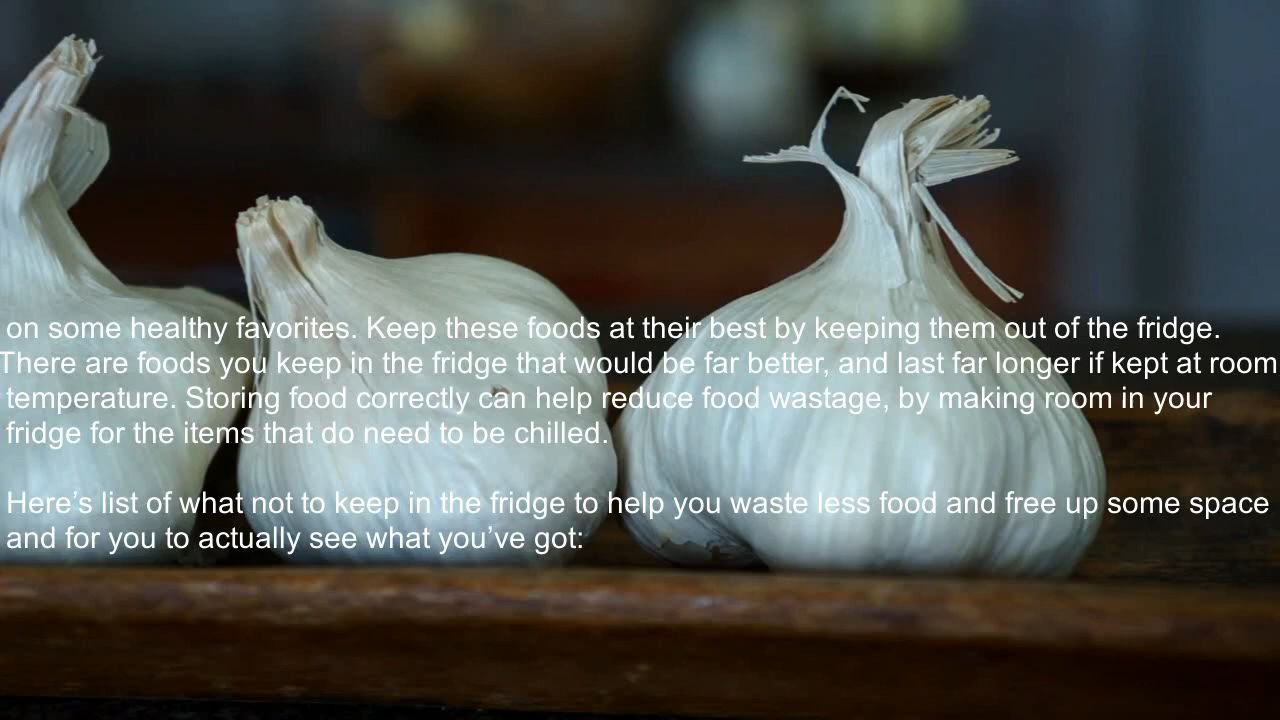 on some healthy favorites. Keep these foods at their best by keeping them out of the fridge.
There are foods you keep in the fridge that would be far better, and last far longer if kept at room
temperature. Storing food correctly can help reduce food wastage, by making room in your
fridge for the items that do need to be chilled.
Here’s list of what not to keep in the fridge to help you waste less food and free up some space
and for you to actually see what you’ve got: